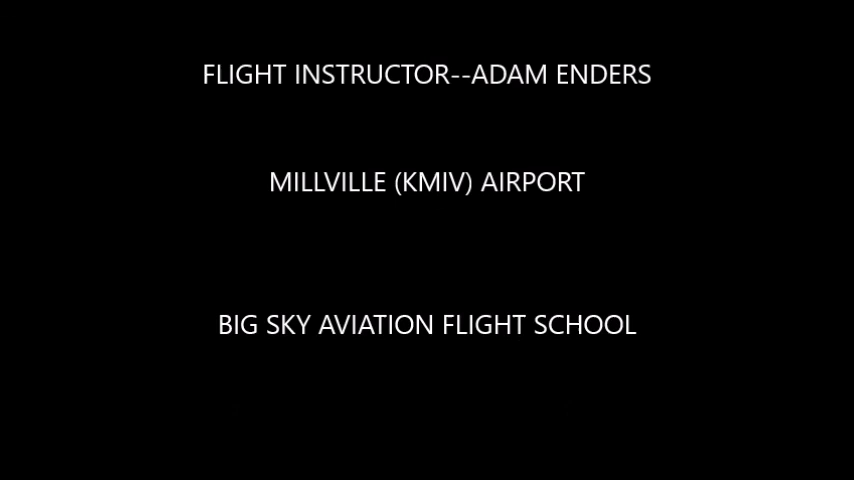 FLIGHT INSTRUCTOR--ADAM ENDERS
MILLVILLE (KMIV) AIRPORT
BIG SKY AVIATION FLIGHT SCHOOL